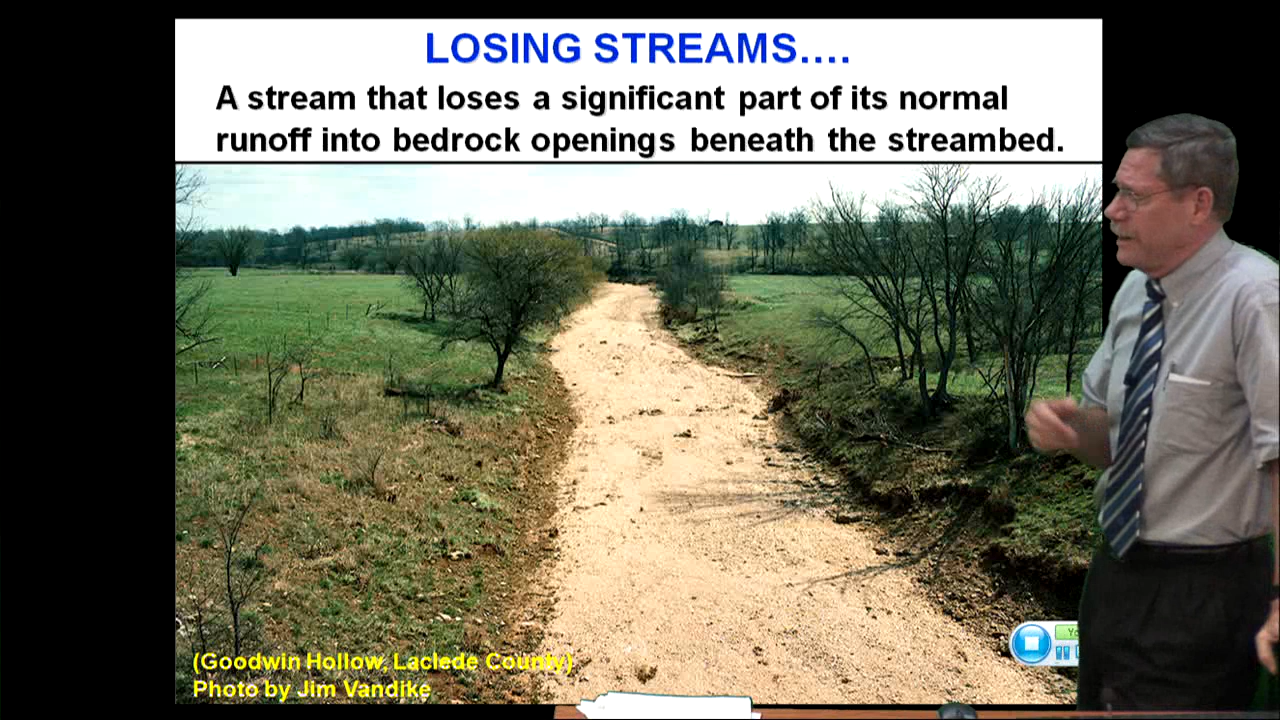 LOSING STREAMS....
A stream that loses a significant part of its normal
runoff into bedrock openings beneath the streambed.
(Goodwin Hollow, Laclede County)
Photo by Jim Vandike